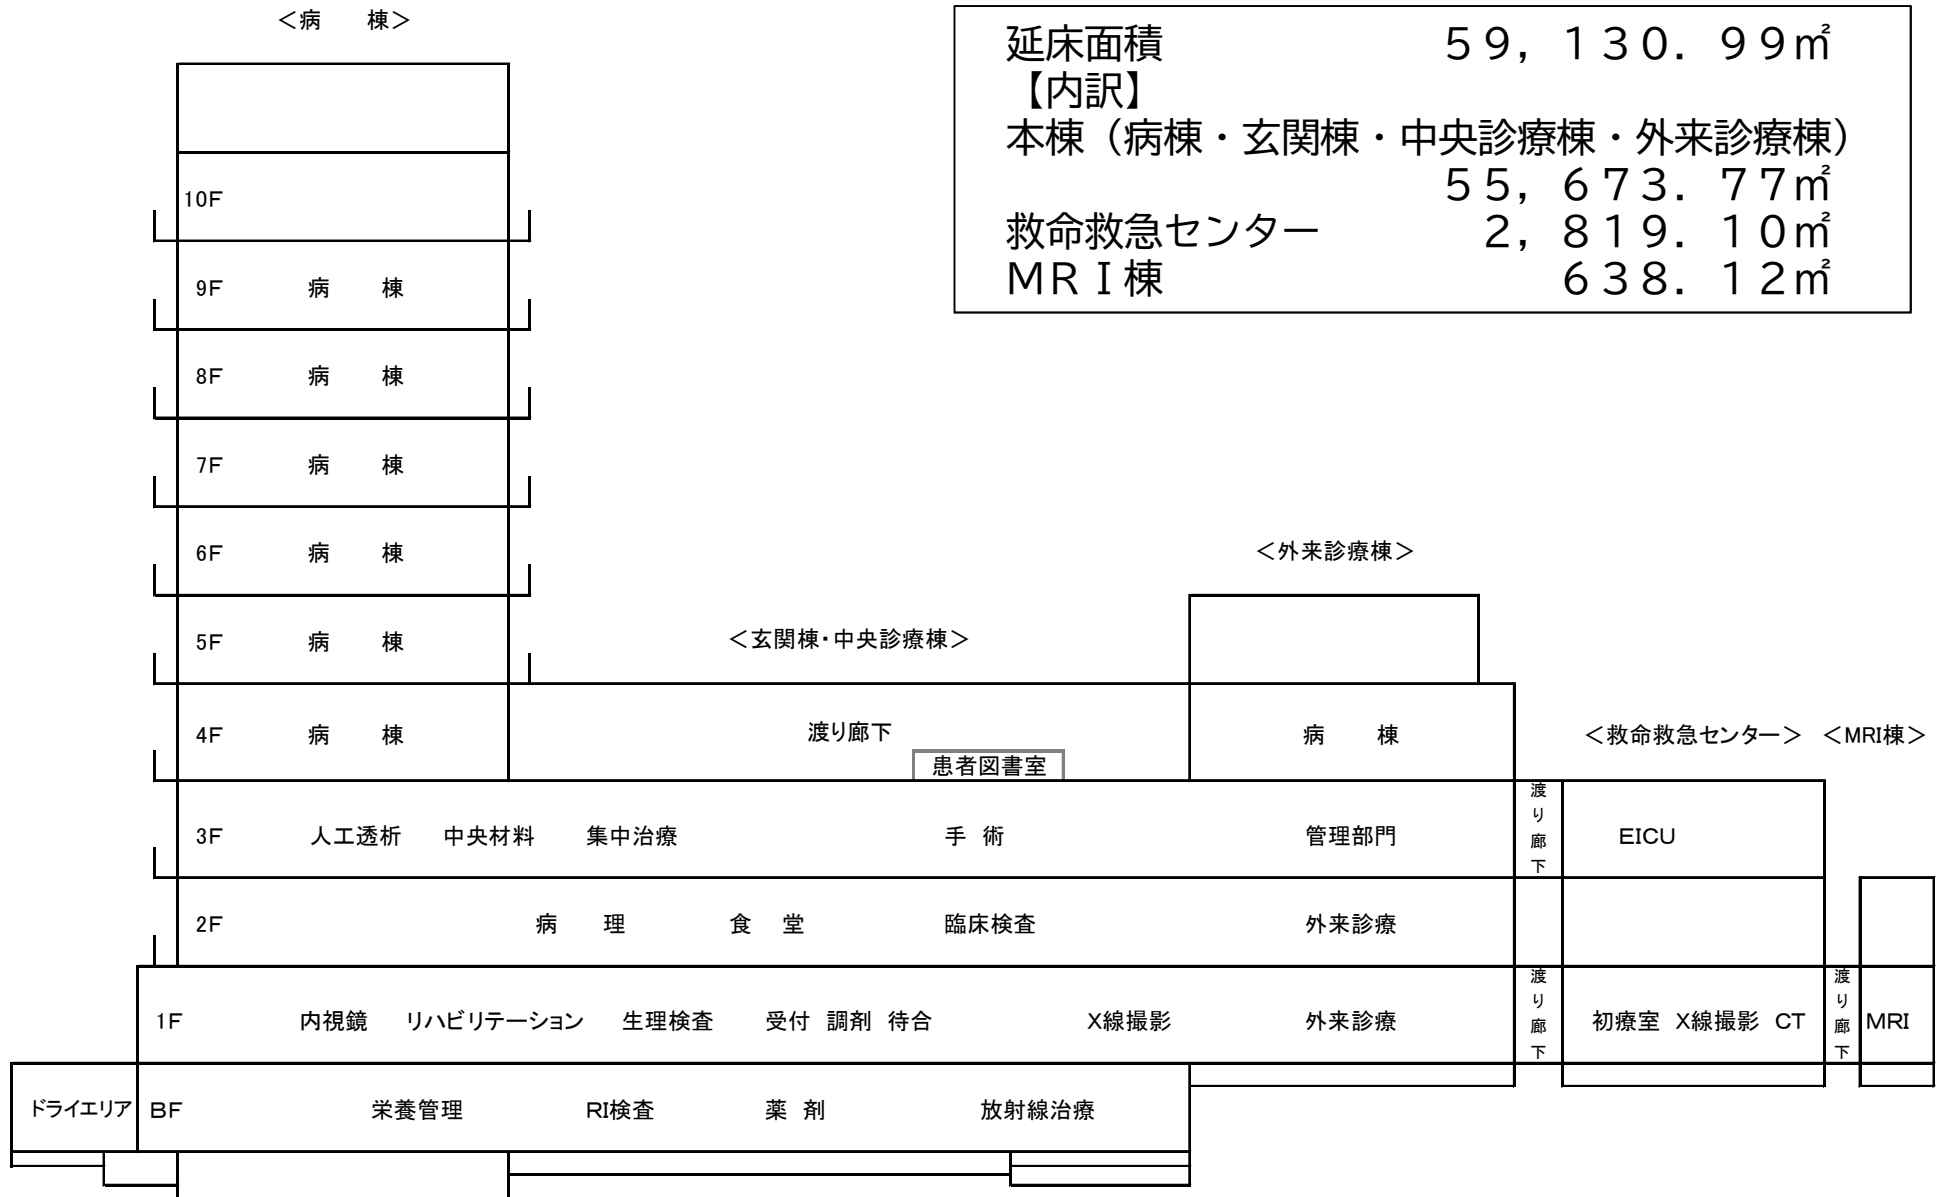 ＜病　棟＞
延床面積　５９，１３０．９９㎡
【内訳】
本棟（病棟・玄関棟・中央診療棟・外来診療棟）
５５，６７３．７７㎡
救命救急センター　２，８１９．１０㎡
ＭＲＩ棟　６３８．１２㎡
10F
9F　病　棟
8F　病　棟
7F　病　棟
6F　病　棟
＜外来診療棟＞
5F　病　棟
＜玄関棟・中央診療棟＞
4F　病　棟　渡り廊下　病　棟
＜救命救急センター＞　＜MRI棟＞
患者図書室
3F　人工透析　中央材料　集中治療　手 術　管理部門　渡り廊下　EICU
2F　病　理　食　堂　臨床検査　外来診療
1F　内視鏡　リハビリテーション　生理検査　受付 調剤 待合　X線撮影　外来診療　渡り廊下　初療室 X線撮影 CT　渡り廊下　MRI
ドライエリア　BF　栄養管理　RI検査　薬 剤　放射線治療